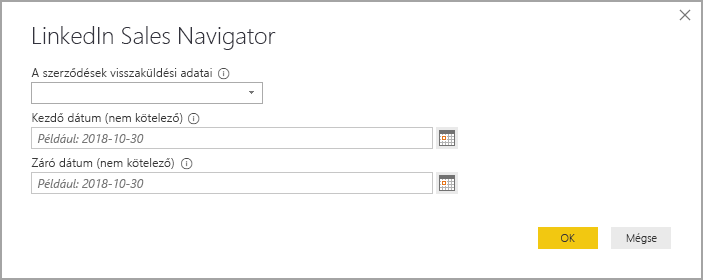 LinkedIn Sales Navigator
A szerződések visszaküldési adatai
Kezdő dátum (nem kötelező)
Például: 2018-10-30
Záró dátum (nem kötelező)
Például: 2018-10-30
OK Mégse